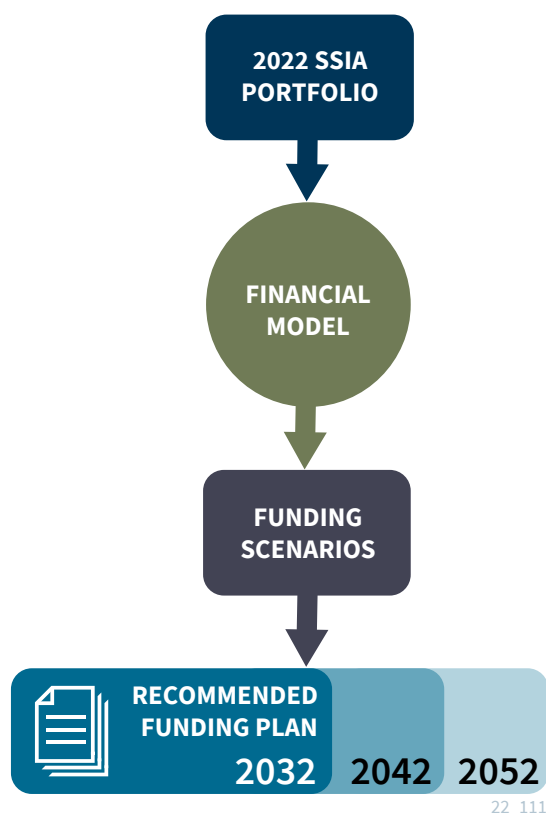 2022 SSIA
PORTFOLIO
FINANCIAL
MODEL
FUNDING
SCENARIOS
RECOMMENDED
FUNDING PLAN
2032 2042 2052
22 111